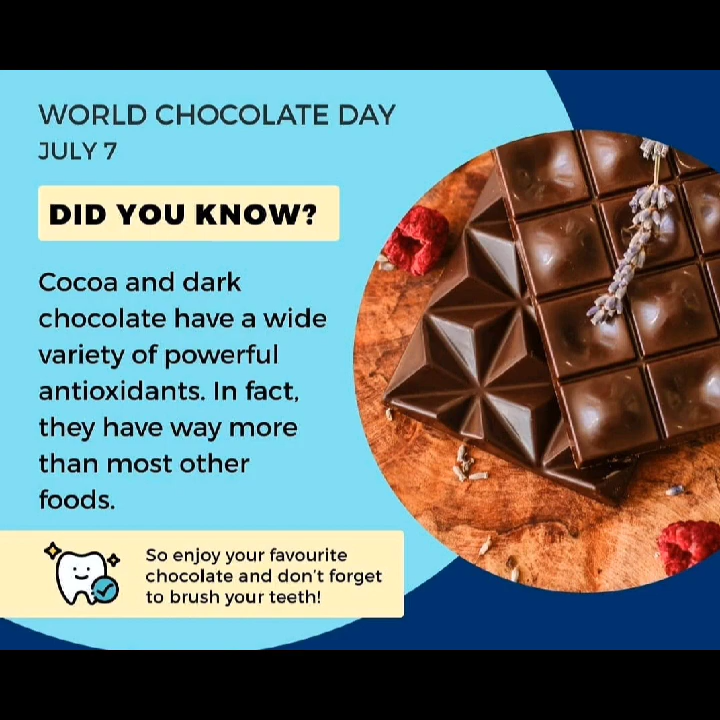 WORLD CHOCOLATE DAY
JULY 7
DID YOU KNOW?
Cocoa and dark
chocolate have a wide
variety of powerful
antioxidants. In fact,
they have way more
than most other
foods.
So enjoy your favourite
chocolate and don't forget
to brush your teeth!